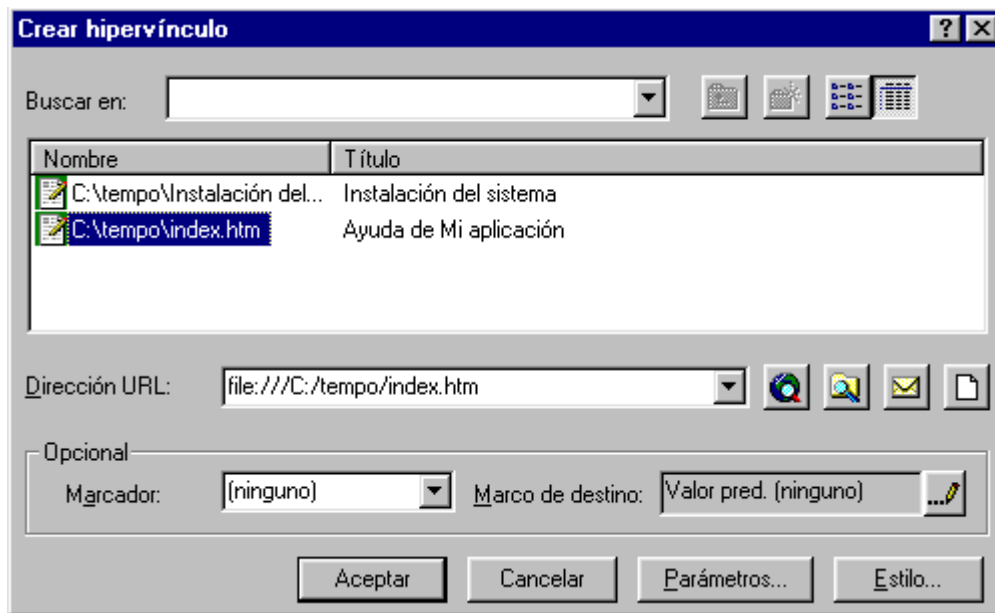 Crear hipervínculo
Buscar en:
Nombre Título
C:\tempo\Instalación del... Instalación del sistema
C:\tempo\index.htm Ayuda de Mi aplicación
Dirección URL: file:///C:/tempo/index.htm
Opcional
Marcador: (ninguno) Marco de destino: Valor pred. (ninguno) ...
Aceptar Cancelar Parámetros... Estilo...